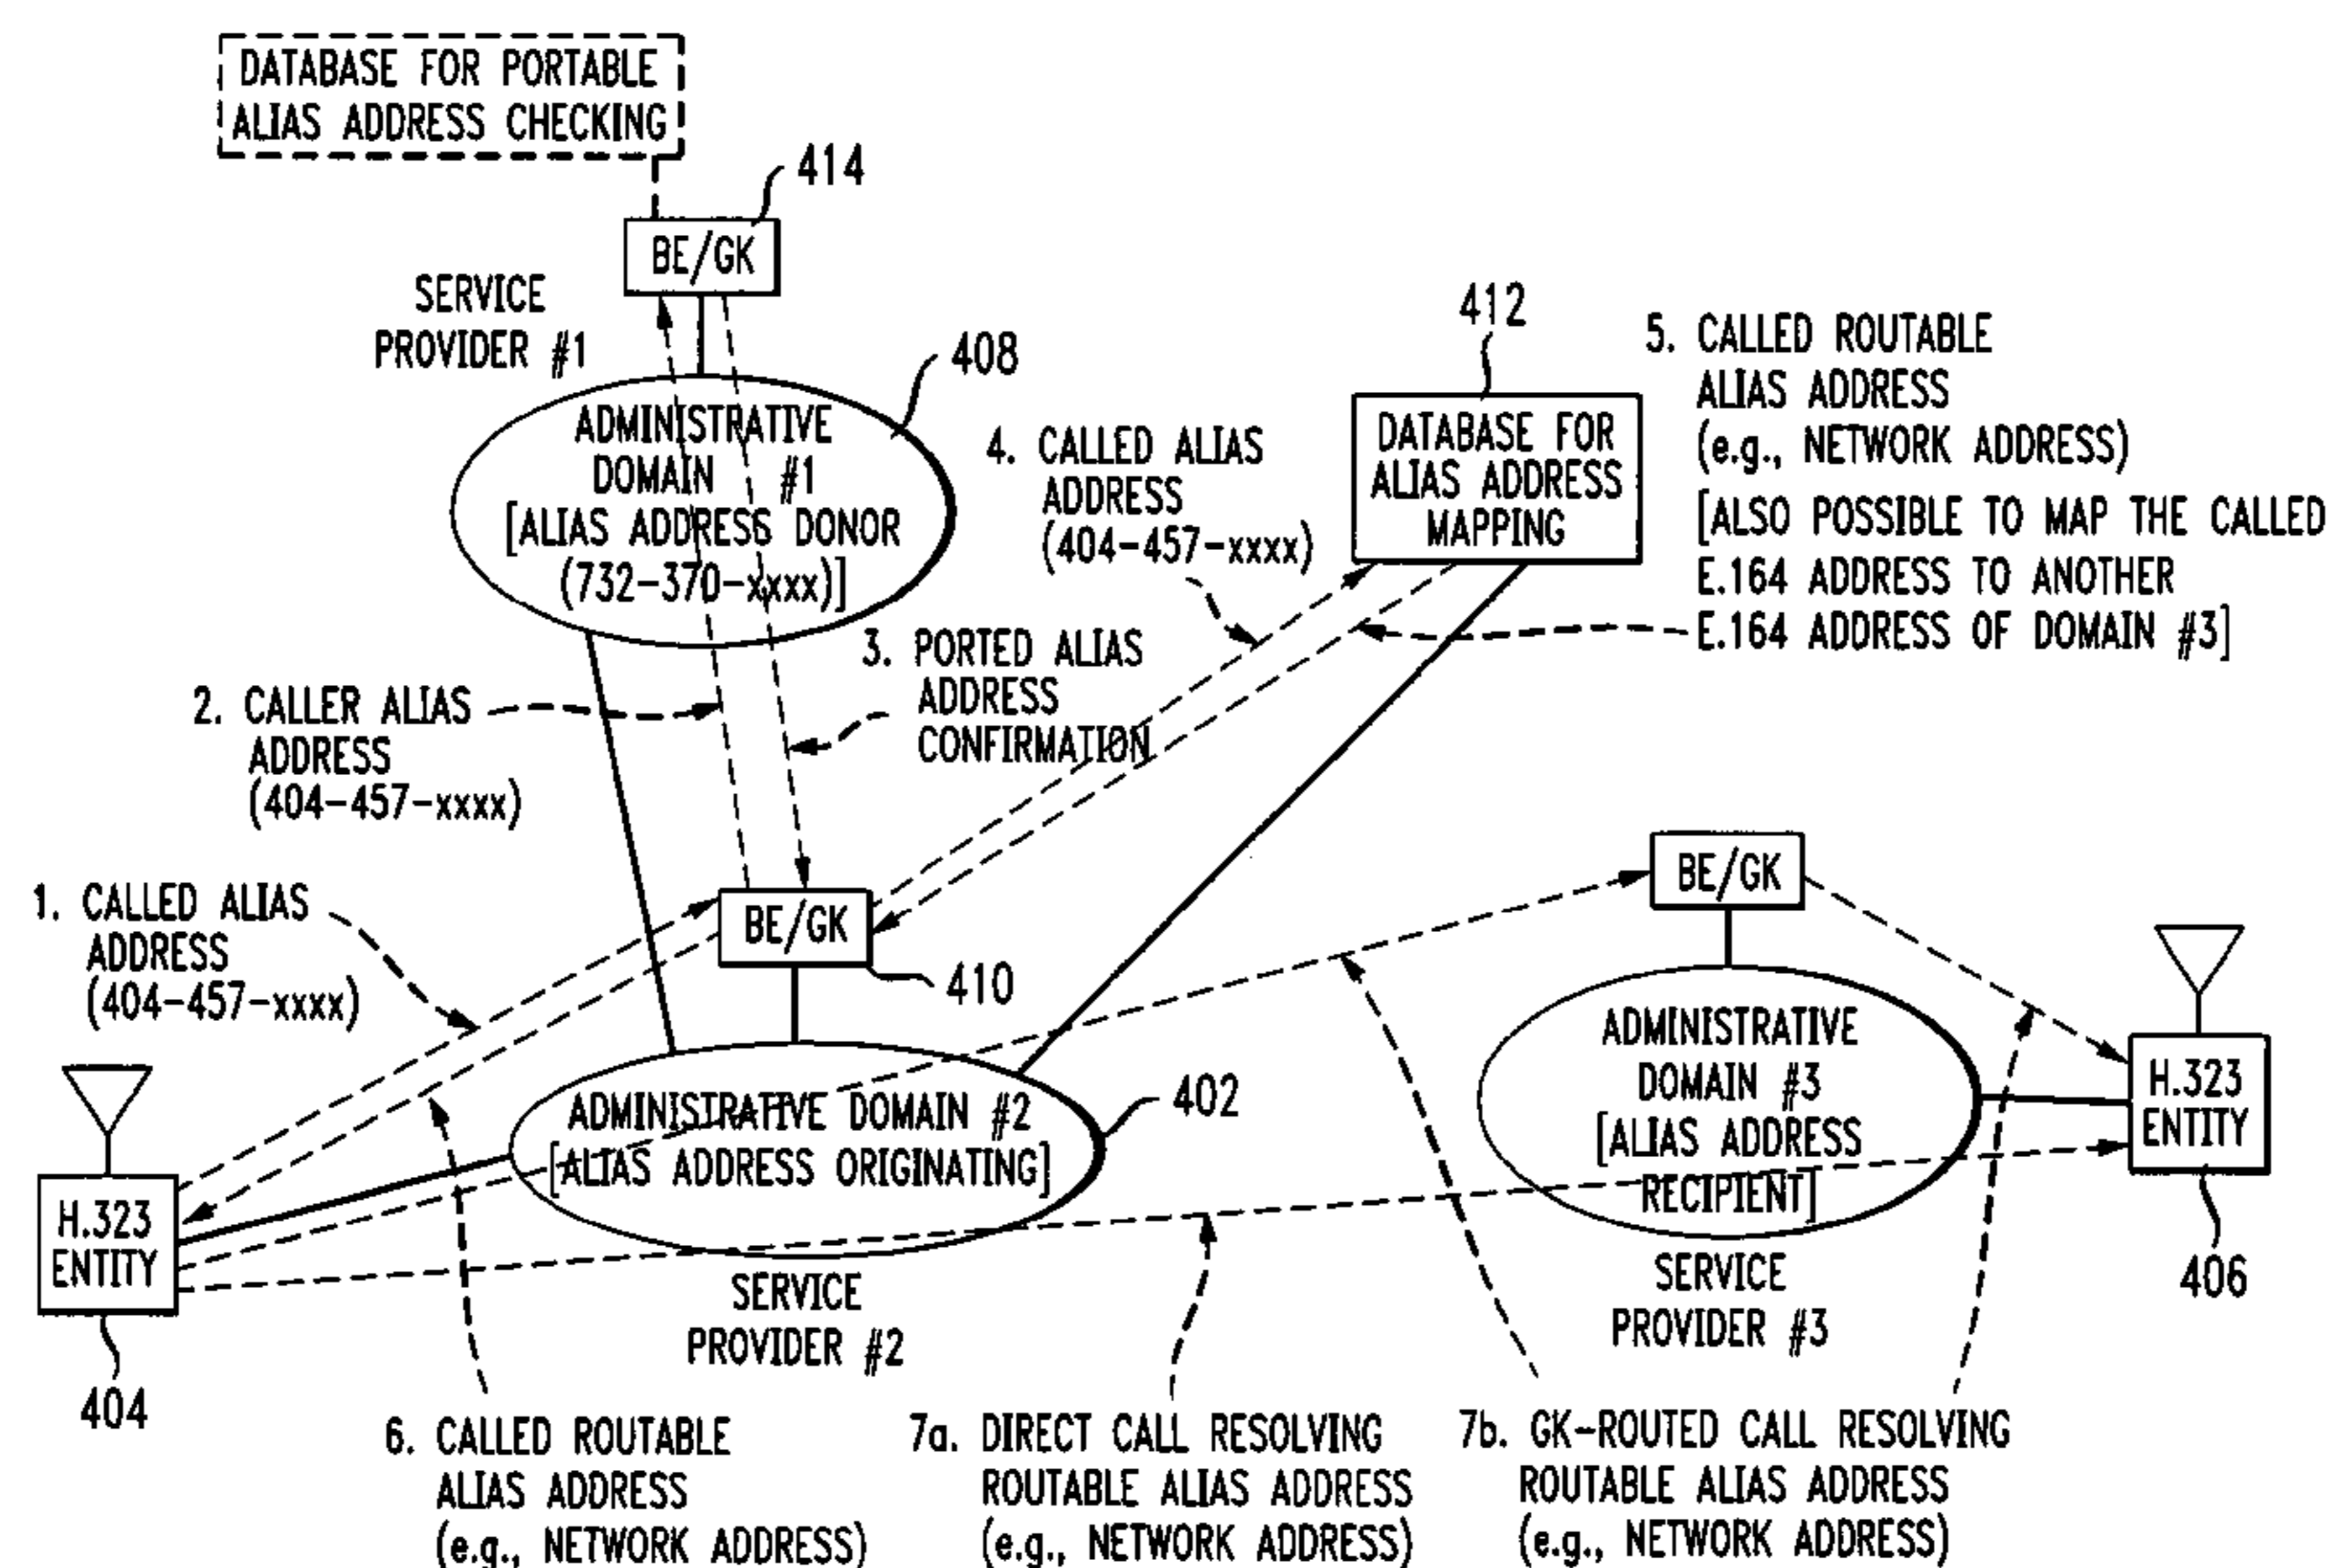 DATABASE FOR PORTABLE
ALIAS ADDRESS CHECKING
414
BE/GK
SERVICE
PROVIDER #1
408
ADMINISTRATIVE
DOMAIN #1
[ALIAS ADDRESS DONOR
(732-370-xxxx)]
412
DATABASE FOR
ALIAS ADDRESS
MAPPING
4. CALLED ALIAS
ADDRESS
(404-457-xxxx)
5. CALLED ROUTABLE
ALIAS ADDRESS
(e.g., NETWORK ADDRESS)
[ALSO POSSIBLE TO MAP THE CALLED
E.164 ADDRESS TO ANOTHER
E.164 ADDRESS OF DOMAIN #3]
3. PORTED ALIAS
ADDRESS
CONFIRMATION
2. CALLER ALIAS
ADDRESS
(404-457-xxxx)
1. CALLED ALIAS
ADDRESS
(404-457-xxxx)
BE/GK
410
BE/GK
ADMINISTRATIVE DOMAIN #2
[ALIAS ADDRESS ORIGINATING]
402
ADMINISTRATIVE
DOMAIN #3
[ALIAS ADDRESS
RECIPIENT]
H.323
ENTITY
406
H.323
ENTITY
404
SERVICE
PROVIDER #2
SERVICE
PROVIDER #3
6. CALLED ROUTABLE
ALIAS ADDRESS
(e.g., NETWORK ADDRESS)
7a. DIRECT CALL RESOLVING
ROUTABLE ALIAS ADDRESS
(e.g., NETWORK ADDRESS)
7b. GK-ROUTED CALL RESOLVING
ROUTABLE ALIAS ADDRESS
(e.g., NETWORK ADDRESS)